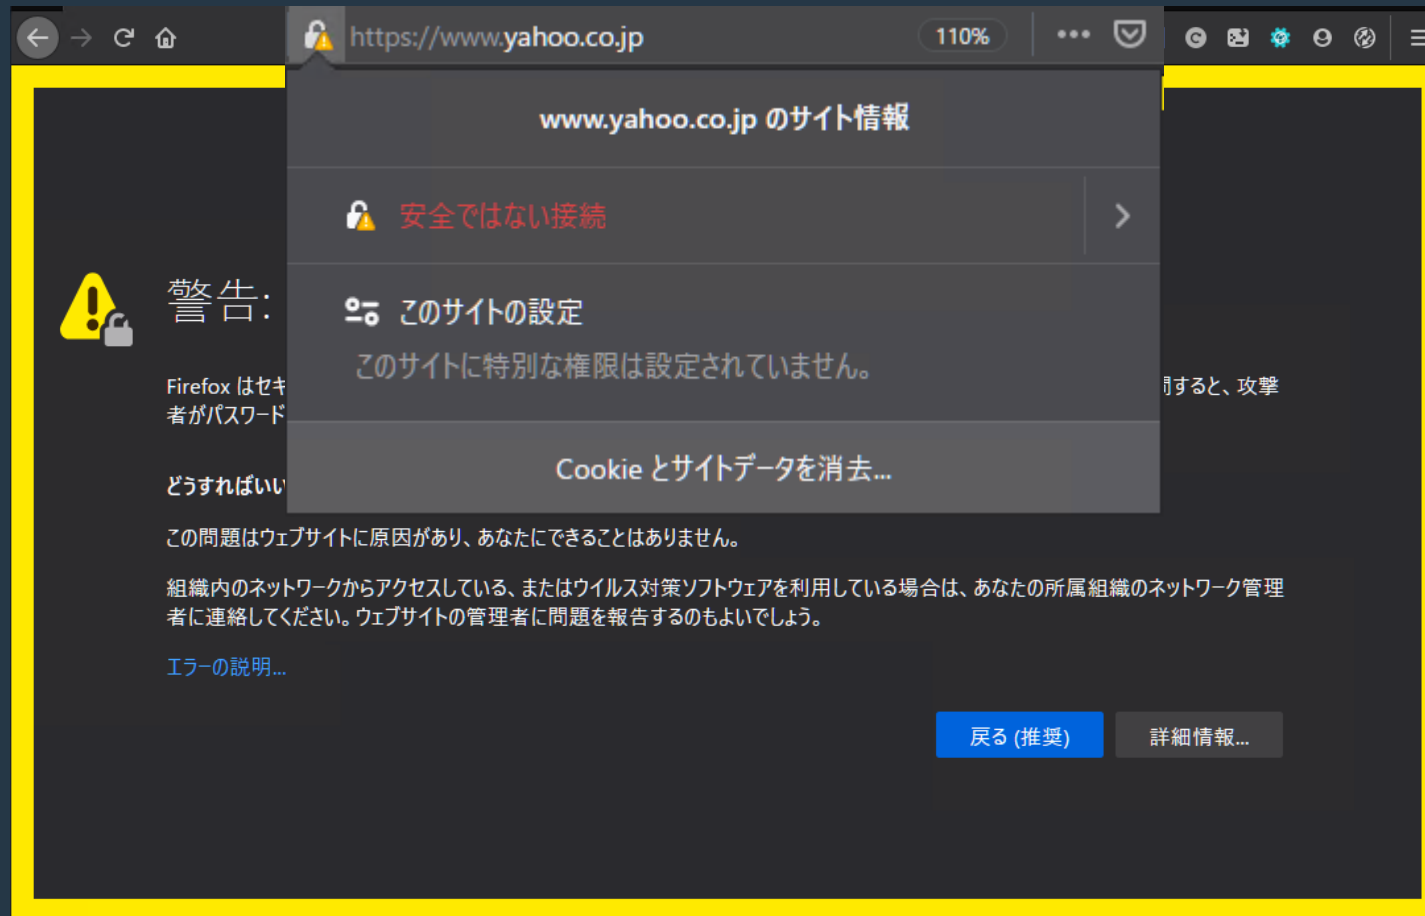 https://www.yahoo.co.jp
110%
www.yahoo.co.jp のサイト情報
安全ではない接続
このサイトの設定
このサイトに特別な権限は設定されていません。
Cookie とサイトデータを消去...
警告:
Firefox はセキ
すると、攻撃
者がパスワード
どうすればいい
この問題はウェブサイトに原因があり、あなたにできることはありません。
組織内のネットワークからアクセスしている、またはウイルス対策ソフトウェアを利用している場合は、あなたの所属組織のネットワーク管理
者に連絡してください。ウェブサイトの管理者に問題を報告するのもよいでしょう。
エラーの説明...
戻る (推奨)
詳細情報...